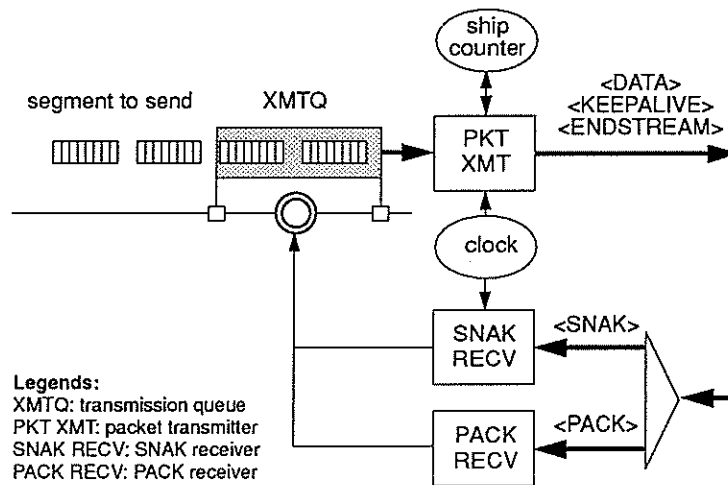 ship
counter
segment to send
XMTQ
PKT
XMT
<DATA>
<KEEPALIVE>
<ENDSTREAM>
clock
SNAK
RECV
<SNAK>
PACK
RECV
<PACK>
Legends:
XMTQ: transmission queue
PKT XMT: packet transmitter
SNAK RECV: SNAK receiver
PACK RECV: PACK receiver